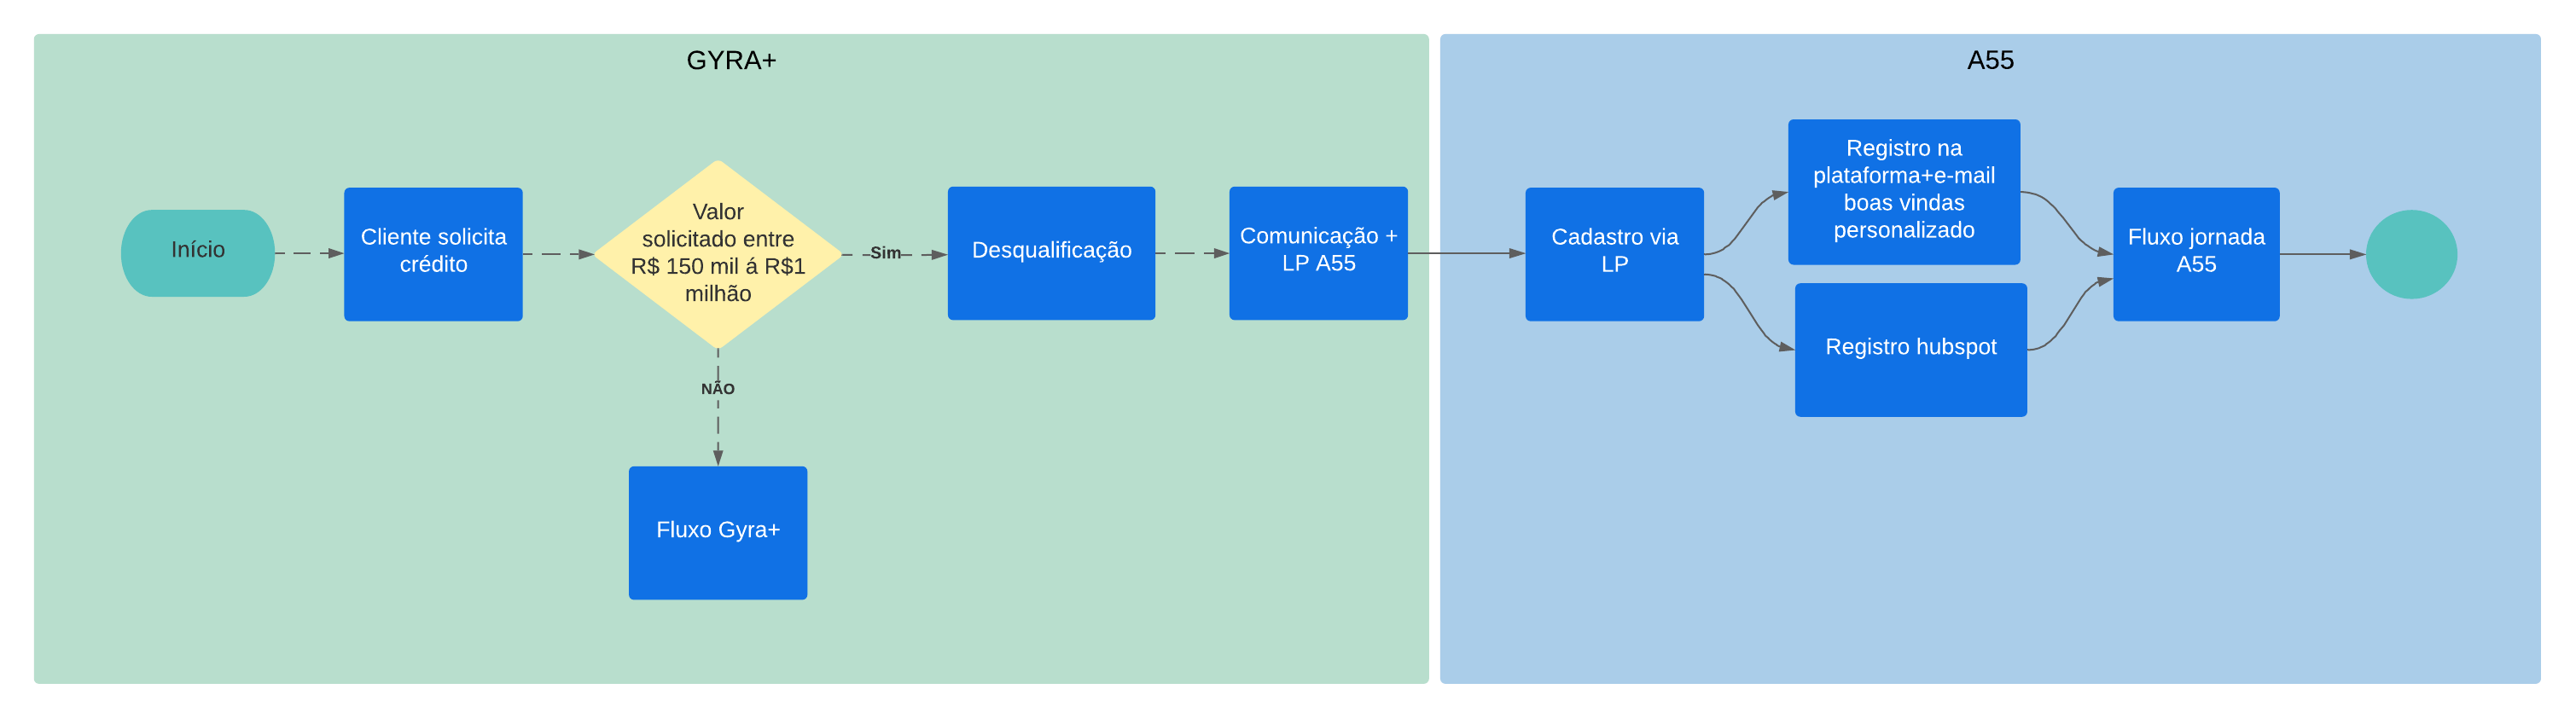 GYRA+
A55
Início
Cliente solicita
crédito
Valor
solicitado entre
R$ 150 mil á R$1
milhão
Sim
Desqualificação
Comunicação +
LP A55
NÃO
Fluxo Gyra+
Cadastro via
LP
Registro na
plataforma+e-mail
boas vindas
personalizado
Registro hubspot
Fluxo jornada
A55